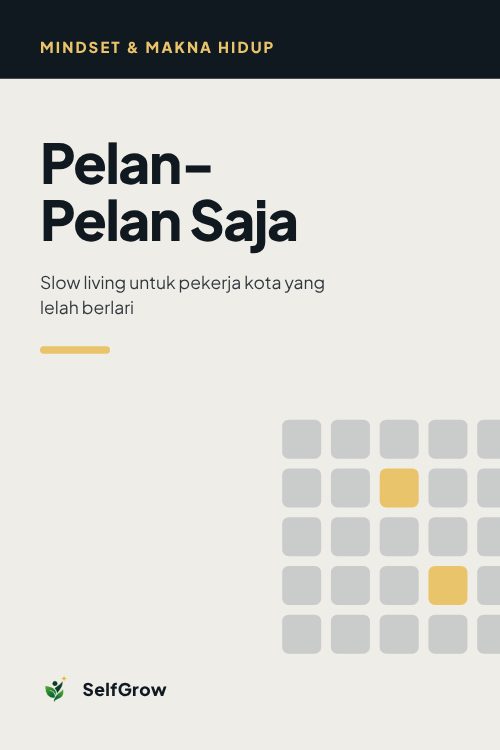 MINDSET & MAKNA HIDUP
Pelan–
Pelan Saja
Slow living untuk pekerja kota yang
lelah berlari
SelfGrow